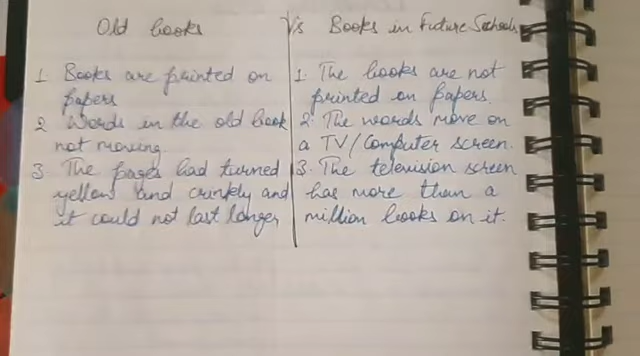 Old books Vs Books in Future Schools
1. Books are printed on
papers
2 Words in the old book
not moving.
3. The pages had turned
yellow and crinkly and
it could not last longer
1. The books are not
printed on papers.
2. The words move on
a TV/Computer screen.
3. The television screen
has more than a
million books on it.